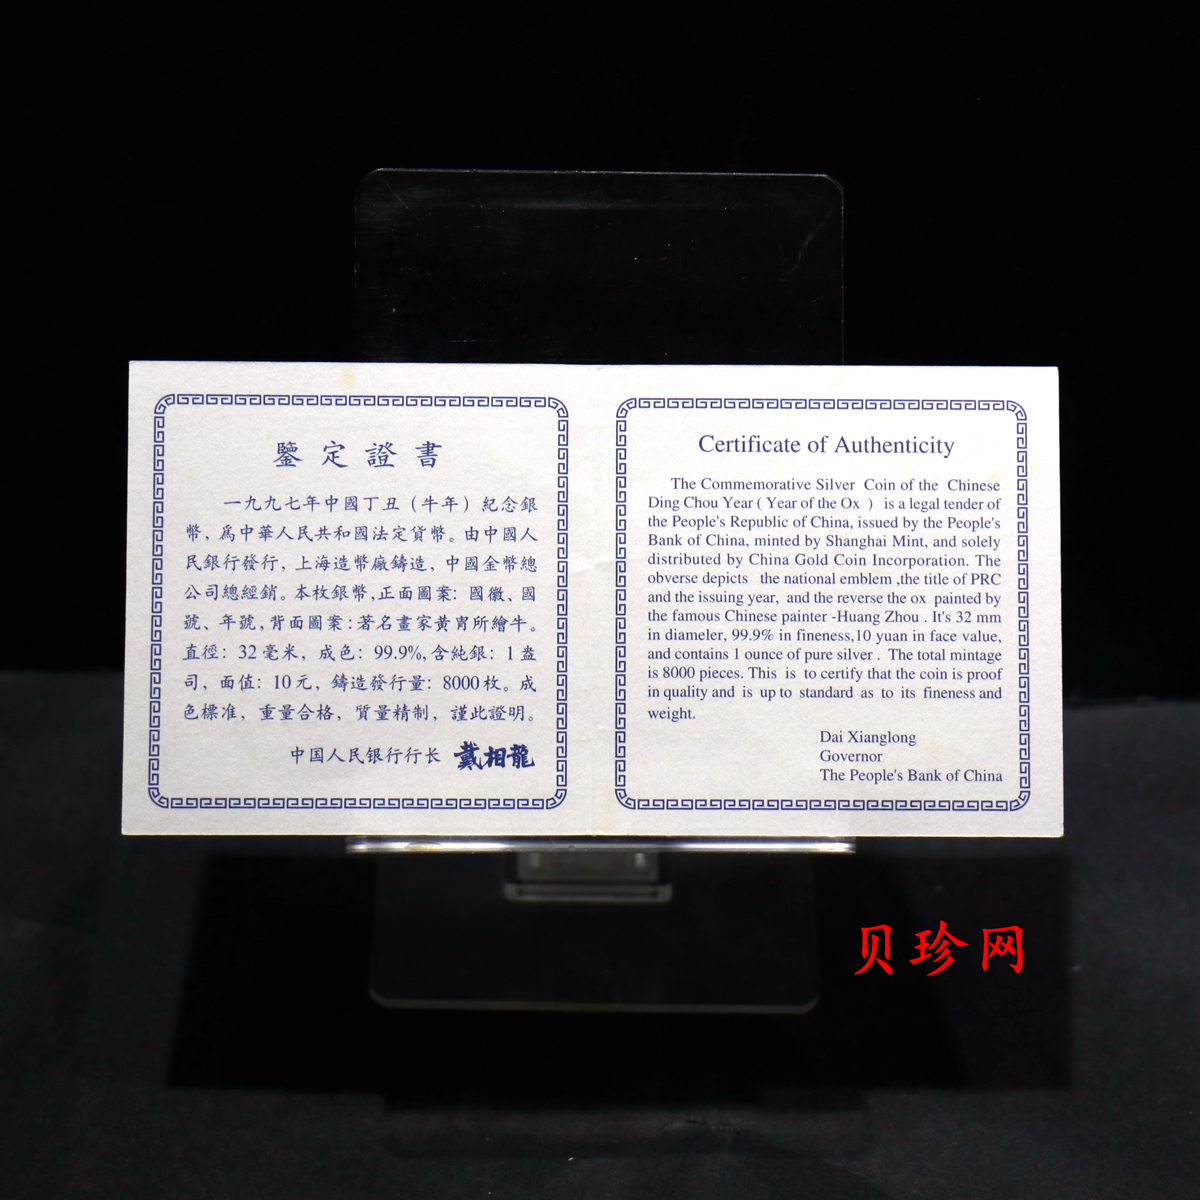 鑒定證書
一九九七年中國丁丑（牛年）紀念銀
幣，爲中華人民共和國法定貨幣。由中國人
民銀行發行，上海造幣廠鑄造，中國金幣總
公司總經銷。本枚銀幣，正面圖案：國徽、國
號、年號，背面圖案：著名畫家黄胄所繪牛。
直徑：32毫米，成色：99.9%，含純銀：1盎
司，面值：10元，鑄造發行量：8000枚。成
色標准，重量合格，質量精制，謹此證明。
中国人民银行行长 戴相龍
Certificate of Authenticity
The Commemorative Silver Coin of the Chinese
Ding Chou Year ( Year of the Ox ) is a legal tender of
the People's Republic of China, issued by the People's
Bank of China, minted by Shanghai Mint, and solely
distributed by China Gold Coin Incorporation. The
obverse depicts the national emblem ,the title of PRC
and the issuing year, and the reverse the ox painted by
the famous Chinese painter -Huang Zhou . It's 32 mm
in diameler, 99.9% in fineness,10 yuan in face value,
and contains 1 ounce of pure silver . The total mintage
is 8000 pieces. This is to certify that the coin is proof
in quality and is up to standard as to its fineness and
weight.
Dai Xianglong
Governor
The People's Bank of China
贝珍网